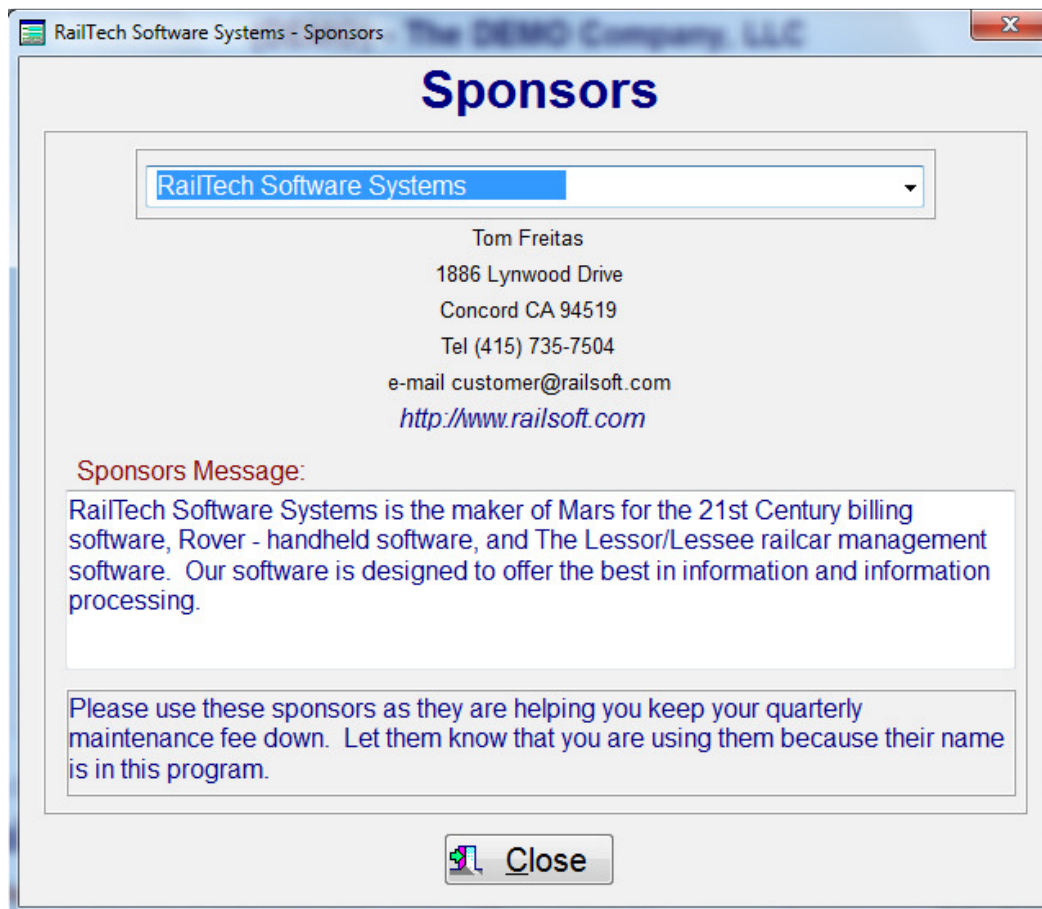 RailTech Software Systems - Sponsors - The DEMO Company, LLC
Sponsors
RailTech Software Systems
Tom Freitas
1886 Lynwood Drive
Concord CA 94519
Tel (415) 735-7504
e-mail customer@railsoft.com
http://www.railsoft.com
Sponsors Message:
RailTech Software Systems is the maker of Mars for the 21st Century billing
software, Rover - handheld software, and The Lessor/Lessee railcar management
software.  Our software is designed to offer the best in information and information
processing.
Please use these sponsors as they are helping you keep your quarterly
maintenance fee down.  Let them know that you are using them because their name
is in this program.
Close